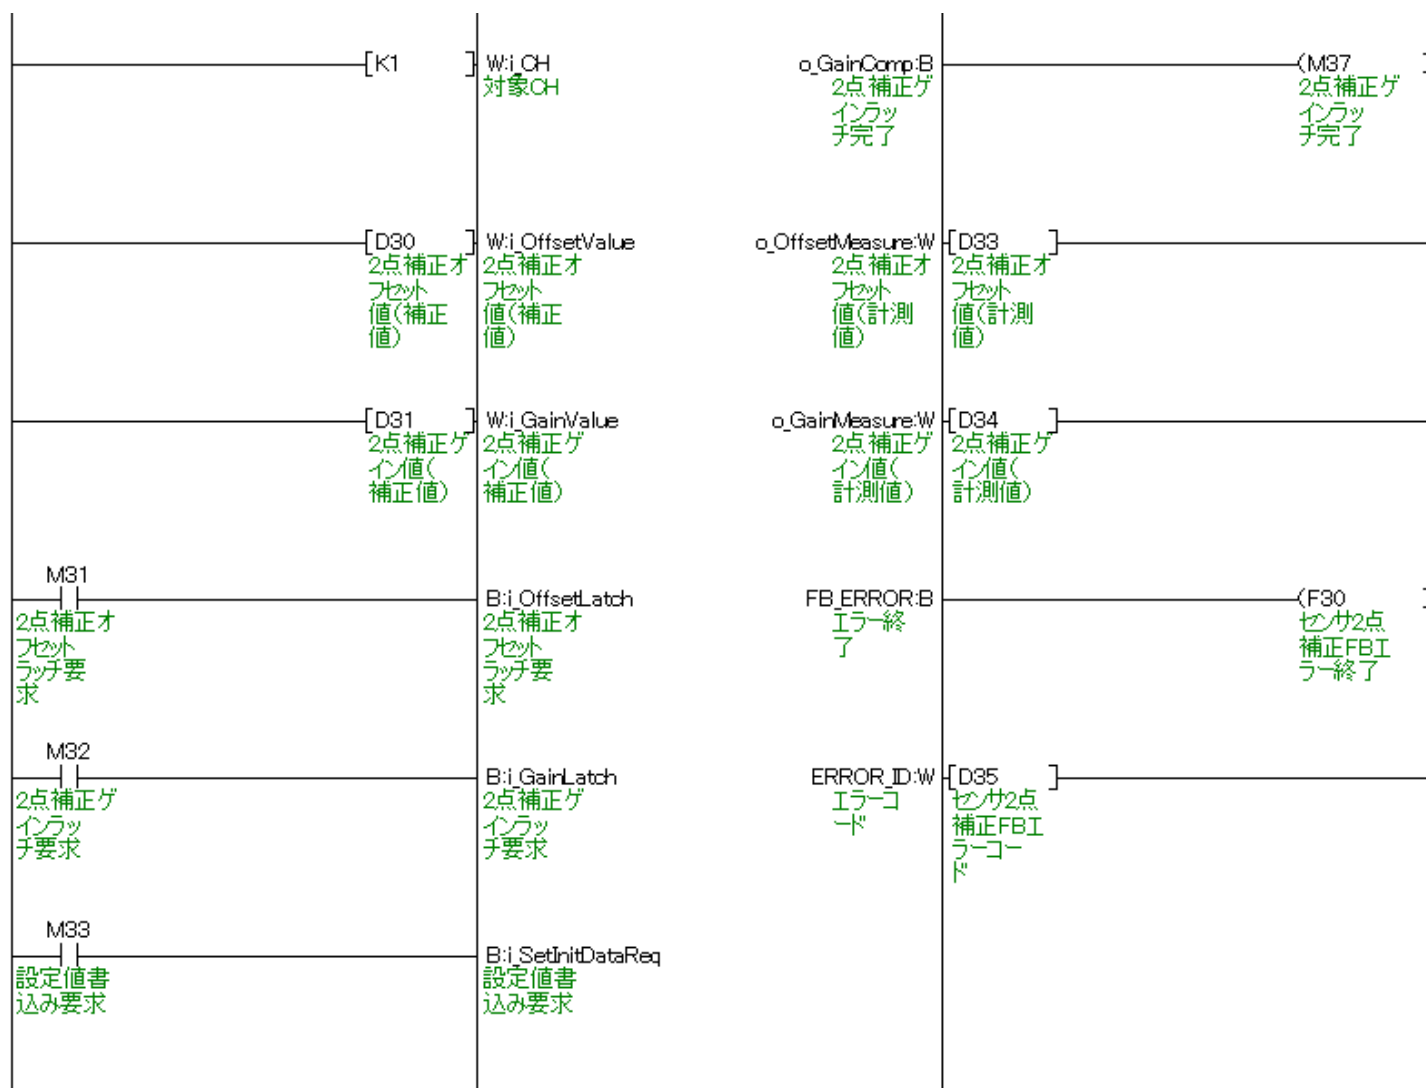 [K1 ]
W:i_CH
対象CH
o_GainComp:B
2点補正ゲ
インラッ
チ完了
(M37
2点補正ゲ
インラッ
チ完了
[D30 ]
2点補正オ
フセット
値(補正
値)
W:i_OffsetValue
2点補正オ
フセット
値(補正
値)
o_OffsetMeasure:W
2点補正オ
フセット
値(計測
値)
[D33 ]
2点補正オ
フセット
値(計測
値)
[D31 ]
2点補正ゲ
イン値(
補正値)
W:i_GainValue
2点補正ゲ
イン値(
補正値)
o_GainMeasure:W
2点補正ゲ
イン値(
計測値)
[D34 ]
2点補正ゲ
イン値(
計測値)
M31
2点補正オ
フセット
ラッチ要
求
B:i_OffsetLatch
2点補正オ
フセット
ラッチ要
求
FB_ERROR:B
エラー終
了
(F30
センサ2点
補正FBエ
ラー終了
M32
2点補正ゲ
インラッ
チ要求
B:i_GainLatch
2点補正ゲ
インラッ
チ要求
ERROR_ID:W
エラーコ
ード
[D35 ]
センサ2点
補正FBエ
ラーコー
ド
M33
設定値書
込み要求
B:i_SetInitDataReq
設定値書
込み要求